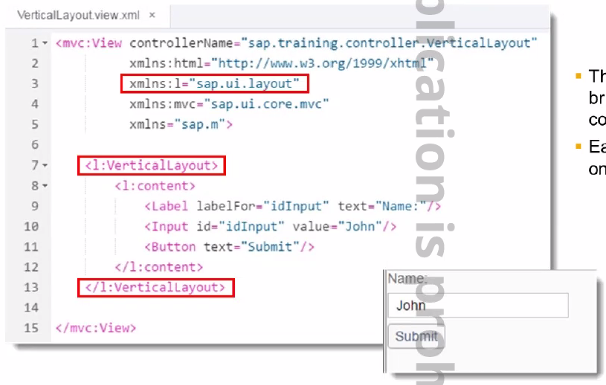 VerticalLayout.view.xml ×
1 <mvc:View controllerName="sap.training.controller.VerticalLayout"
2 xmlns:html="http://www.w3.org/1999/xhtml"
3 xmlns:l="sap.ui.layout"
4 xmlns:mvc="sap.ui.core.mvc"
5 xmlns="sap.m">
6
7 <l:VerticalLayout>
8 <l:content>
9 <Label labelFor="idInput" text="Name:"/>
10 <Input id="idInput" value="John"/>
11 <Button text="Submit"/>
12 </l:content>
13 </l:VerticalLayout>
14
15 </mvc:View>
Name:
John
Submit
plication is proh
Th
br
co
Ea
on